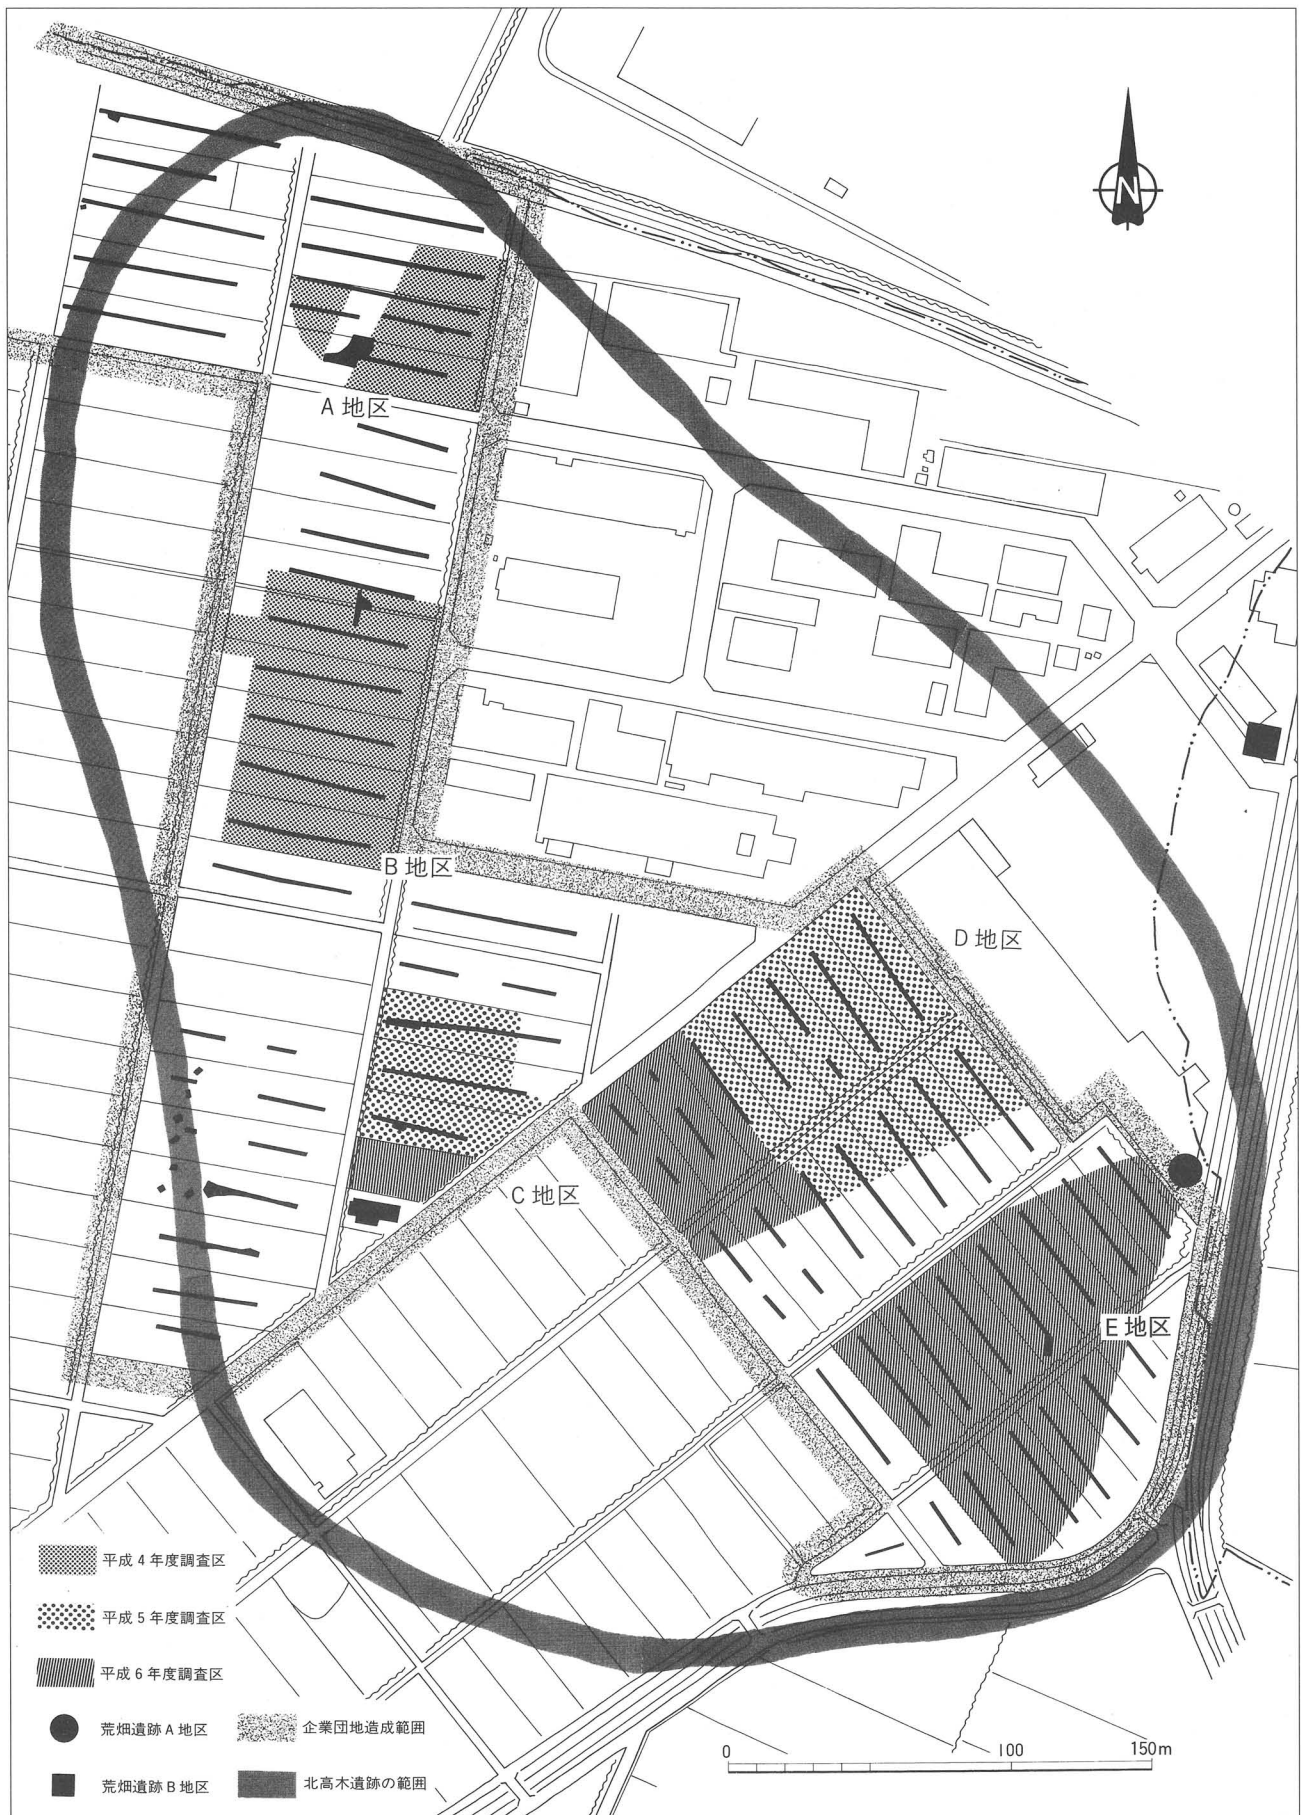 N
A 地区
B 地区
D 地区
C 地区
E 地区
平成 4 年度調査区
平成 5 年度調査区
平成 6 年度調査区
荒畑遺跡 A 地区
企業団地造成範囲
荒畑遺跡 B 地区
北高木遺跡の範囲
0 100 150m